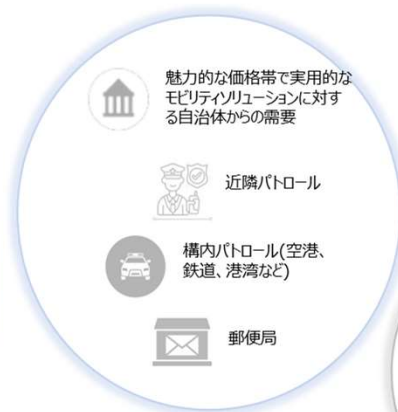 魅力的な価格帯で実用的な
モビリティソリューションに対す
る自治体からの需要
近隣パトロール
構内パトロール(空港、
鉄道、港湾など)
郵便局